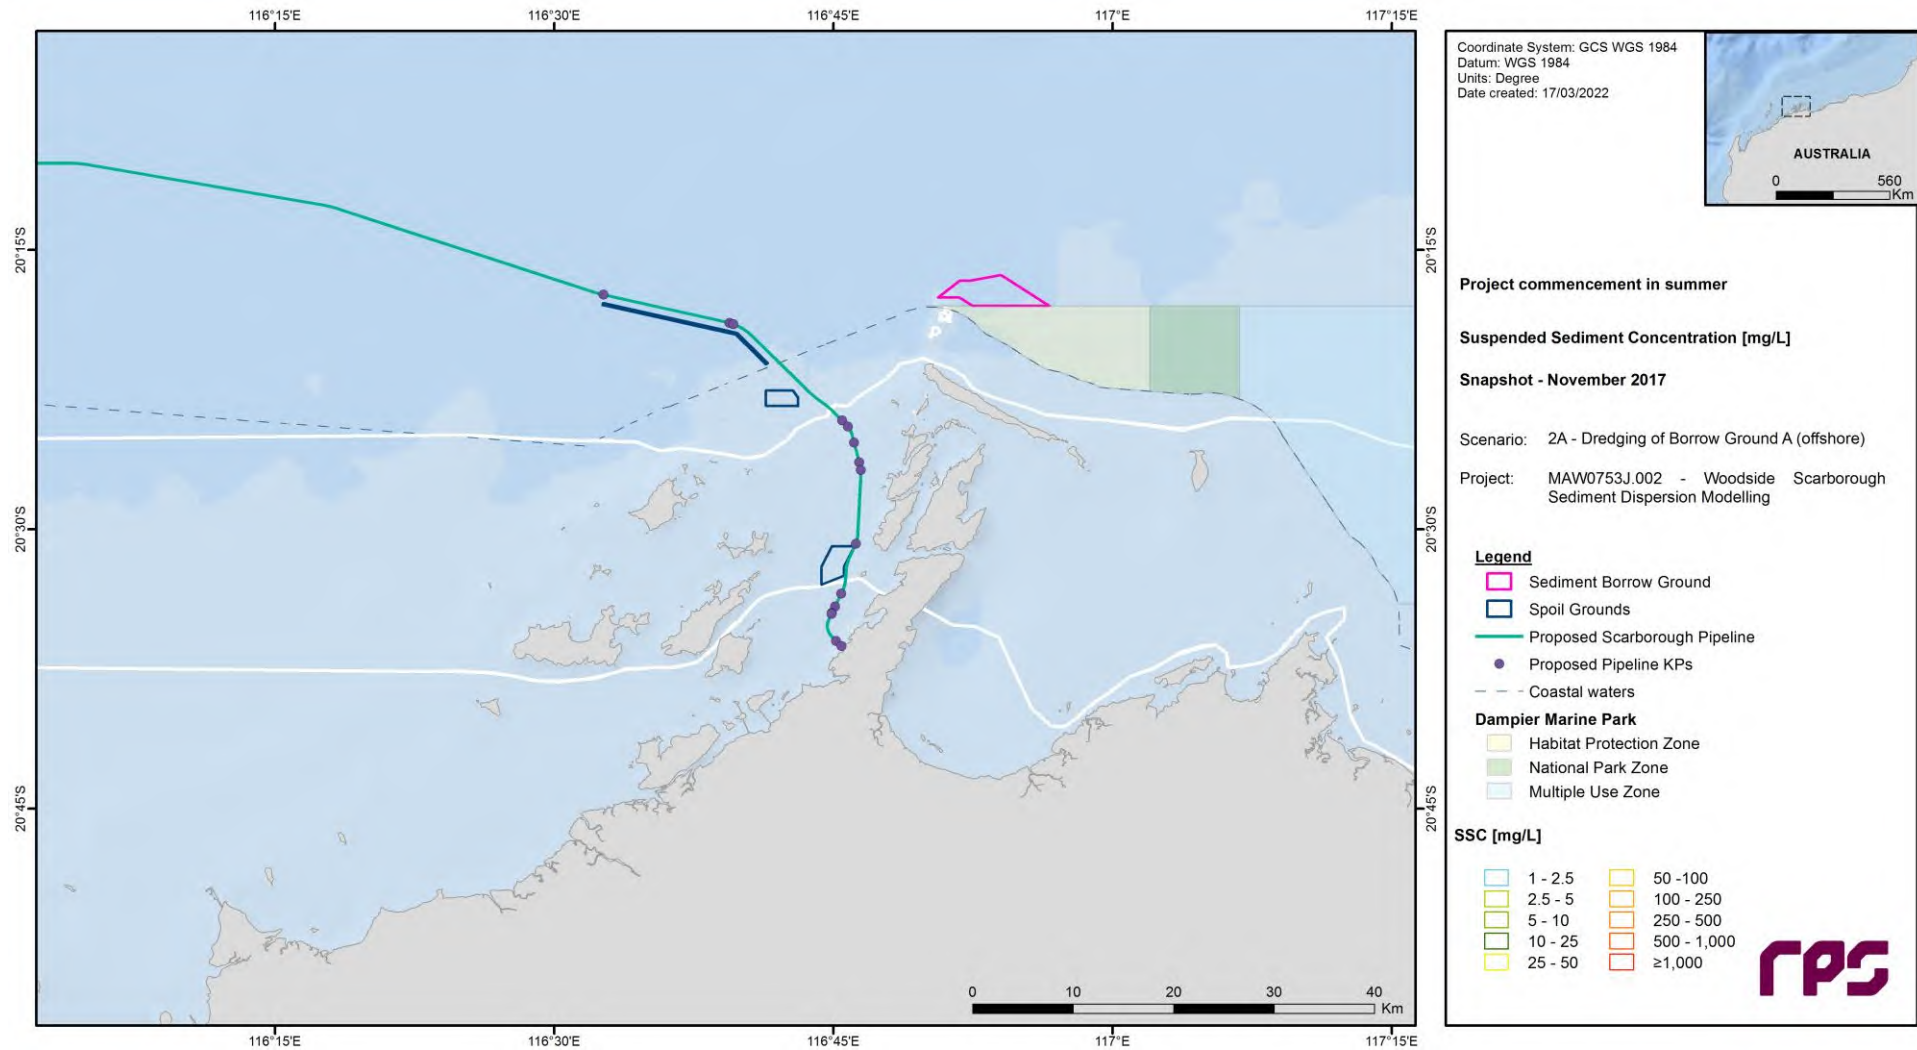 116°15'E
116°30'E
116°45'E
117°E
117°15'E
20°15'S
20°15'S
20°30'S
20°30'S
20°45'S
20°45'S
0 10 20 30 40
Km
116°15'E
116°30'E
116°45'E
117°E
117°15'E
Coordinate System: GCS WGS 1984
Datum: WGS 1984
Units: Degree
Date created: 17/03/2022
AUSTRALIA
0 560
Km
Project commencement in summer
Suspended Sediment Concentration [mg/L]
Snapshot - November 2017
Scenario: 2A - Dredging of Borrow Ground A (offshore)
Project: MAW0753J.002 - Woodside Scarborough
Sediment Dispersion Modelling
Legend
Sediment Borrow Ground
Spoil Grounds
Proposed Scarborough Pipeline
Proposed Pipeline KPs
Coastal waters
Dampier Marine Park
Habitat Protection Zone
National Park Zone
Multiple Use Zone
SSC [mg/L]
1 - 2.5
2.5 - 5
5 - 10
10 - 25
25 - 50
50 -100
100 - 250
250 - 500
500 - 1,000
≥1,000
rps